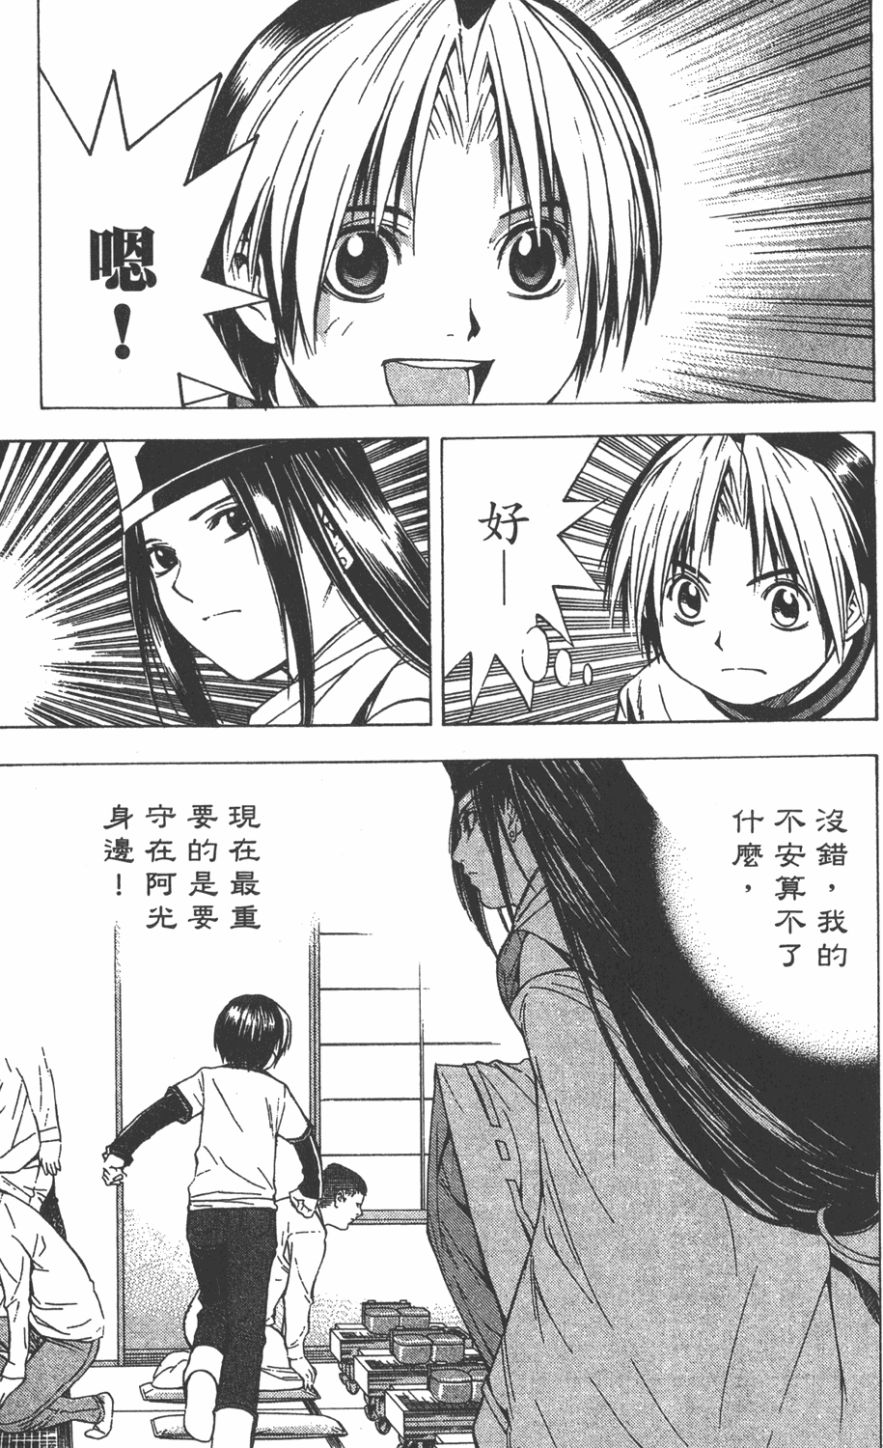 嗯！
好—
沒錯，我的
不安算不了
什麼，
現在最重
要的是要
守在阿光
身邊！